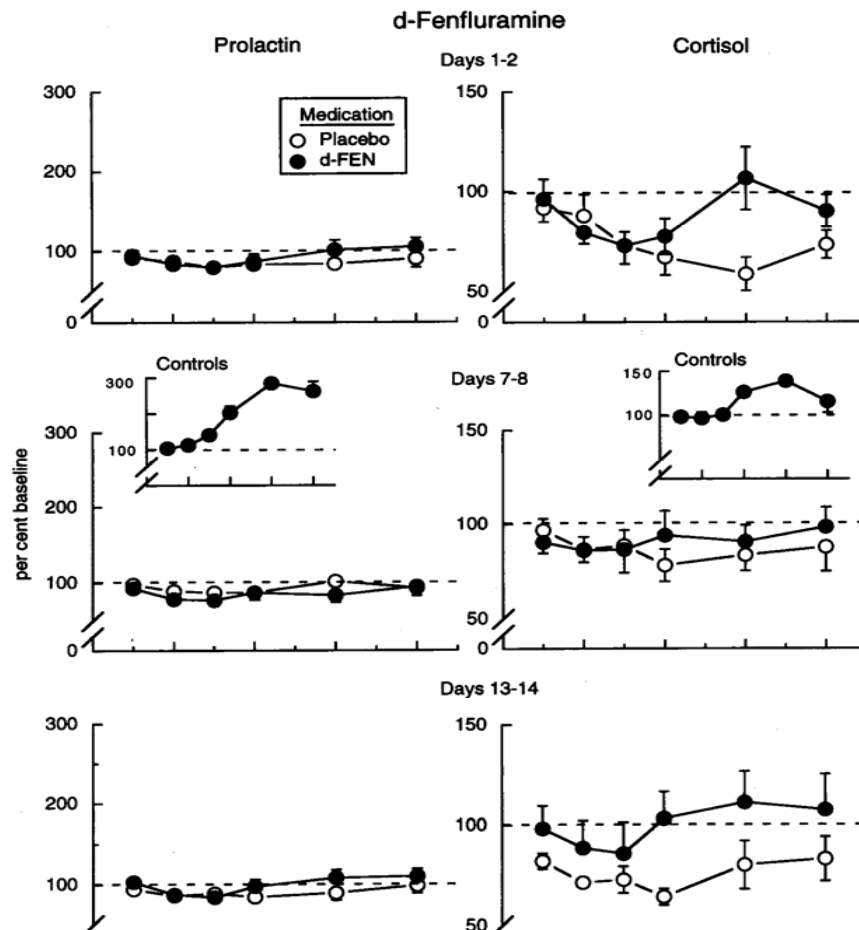 d-Fenfluramine
Prolactin
Cortisol
Days 1-2
300
200
100
0
Medication
Placebo
d-FEN
150
100
50
0
Days 7-8
Controls
300
100
Controls
150
100
per cent baseline
300
200
100
0
150
100
50
0
Days 13-14
300
200
100
150
100
50